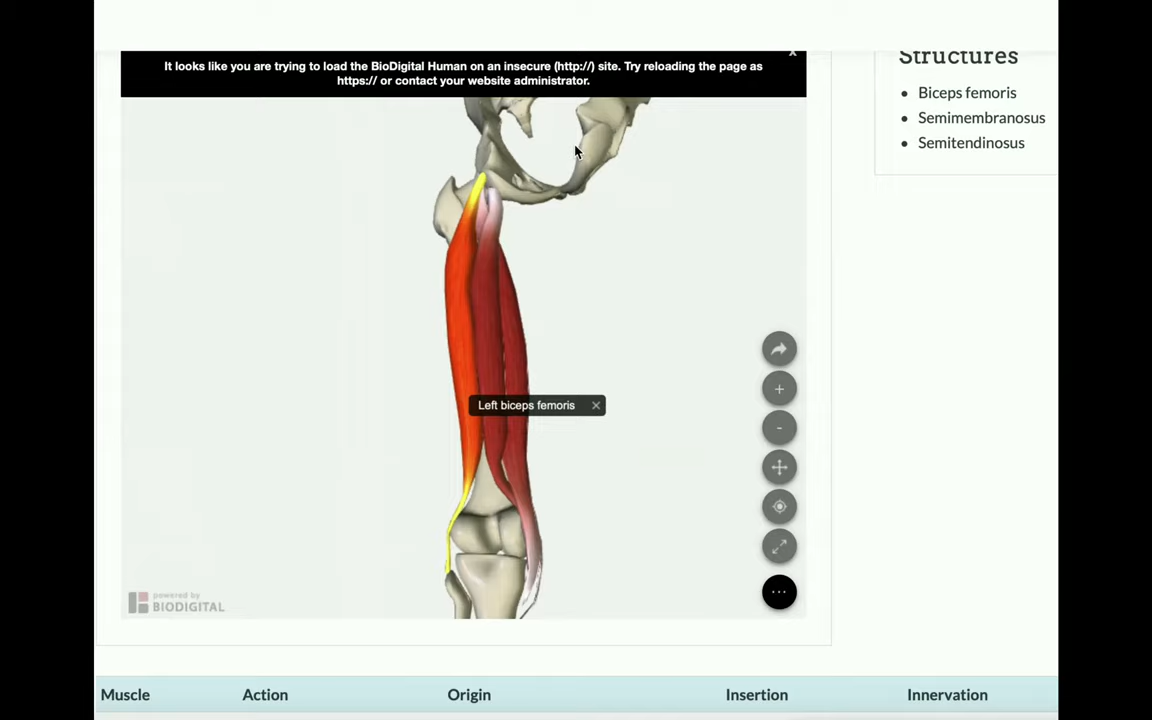 Structures
It looks like you are trying to load the BioDigital Human on an insecure (http://) site. Try reloading the page as
https:// or contact your website administrator.
Biceps femoris
Semimembranosus
Semitendinosus
Left biceps femoris
powered by
BIODIGITAL
Muscle Action Origin Insertion Innervation